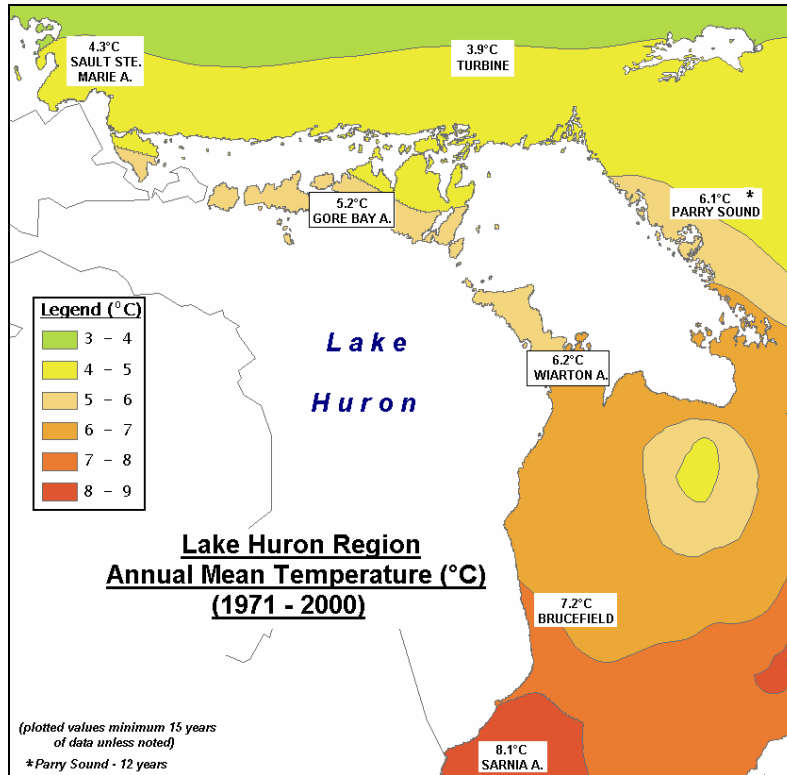 4.3°C
SAULT STE.
MARIE A.
3.9°C
TURBINE
6.1°C *
PARRY SOUND
5.2°C
GORE BAY A.
Legend (°C)
3 - 4
4 - 5
5 - 6
6 - 7
7 - 8
8 - 9
Lake
Huron
6.2°C
WIARTON A.
Lake Huron Region
Annual Mean Temperature (°C)
(1971 - 2000)
7.2°C
BRUCEFIELD
(plotted values minimum 15 years
of data unless noted)
*Parry Sound - 12 years
8.1°C
SARNIA A.